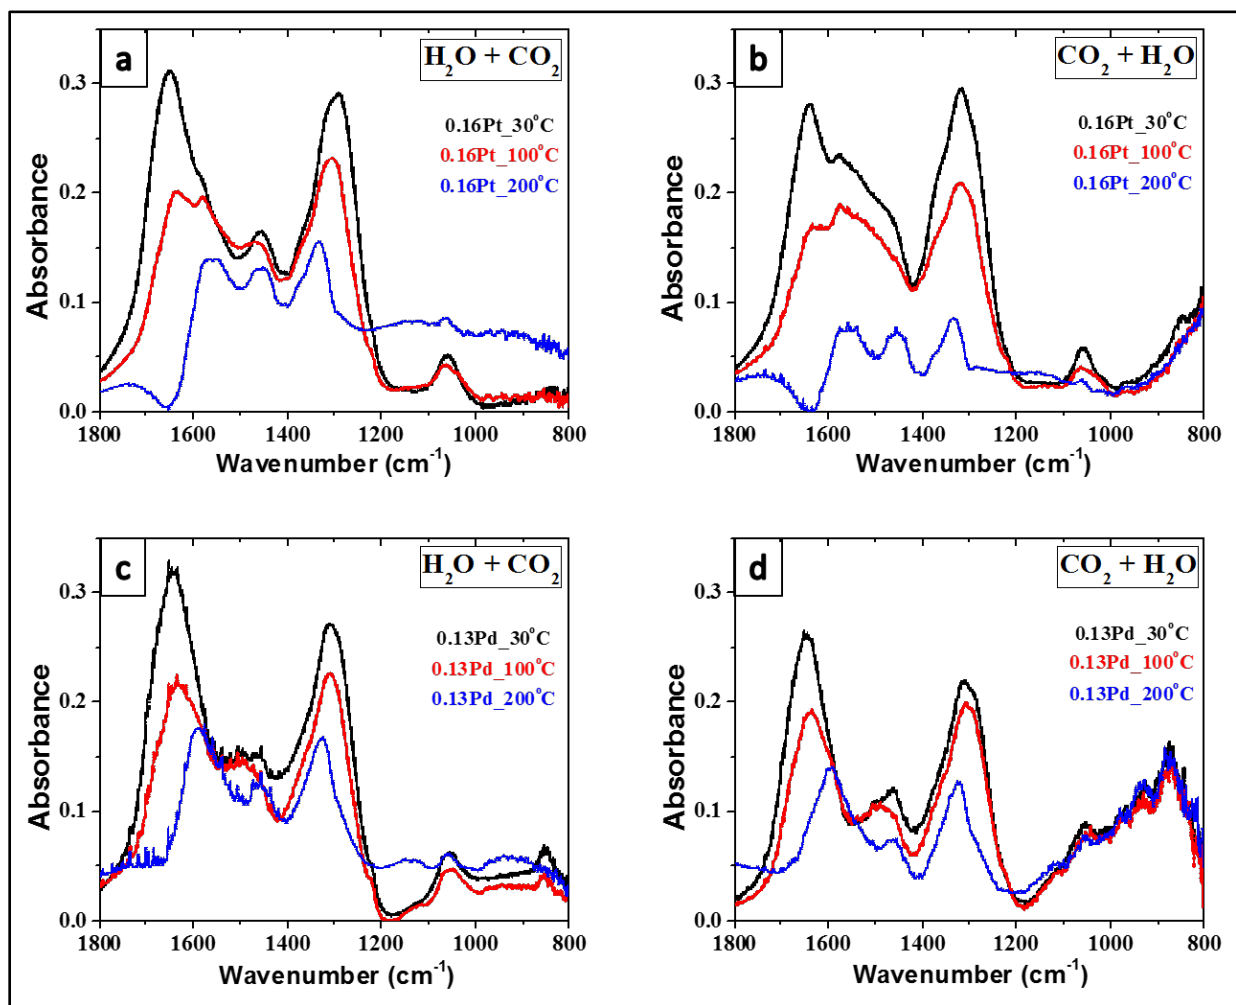 a
H₂O + CO₂
0.16Pt_30°C
0.16Pt_100°C
0.16Pt_200°C
Absorbance
0.3
0.2
0.1
0.0
1800 1600 1400 1200 1000 800
Wavenumber (cm⁻¹)
b
CO₂ + H₂O
0.16Pt_30°C
0.16Pt_100°C
0.16Pt_200°C
Absorbance
0.3
0.2
0.1
0.0
1800 1600 1400 1200 1000 800
Wavenumber (cm⁻¹)
c
H₂O + CO₂
0.13Pd_30°C
0.13Pd_100°C
0.13Pd_200°C
Absorbance
0.3
0.2
0.1
0.0
1800 1600 1400 1200 1000 800
Wavenumber (cm⁻¹)
d
CO₂ + H₂O
0.13Pd_30°C
0.13Pd_100°C
0.13Pd_200°C
Absorbance
0.3
0.2
0.1
0.0
1800 1600 1400 1200 1000 800
Wavenumber (cm⁻¹)